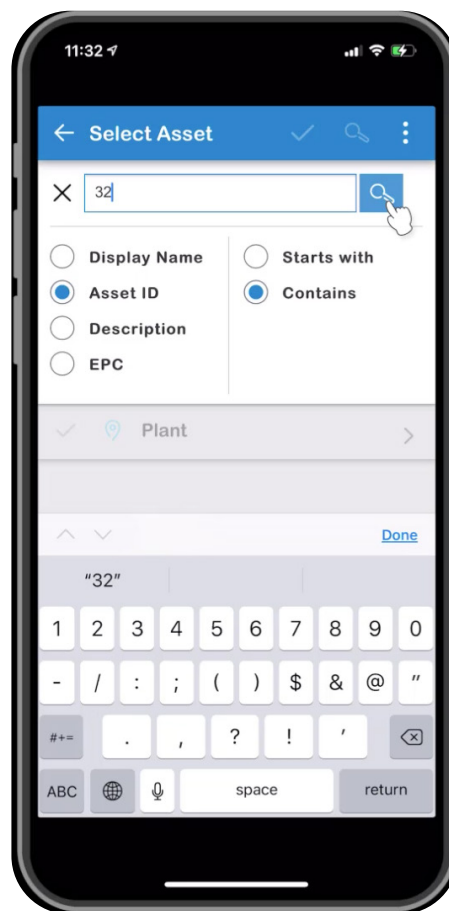 11:32
Select Asset
32
Display Name
Starts with
Asset ID
Contains
Description
EPC
Plant
Done
"32"
1 2 3 4 5 6 7 8 9 0
- / : ; ( ) $ & @ "
#+= . , ? ! '
ABC space return